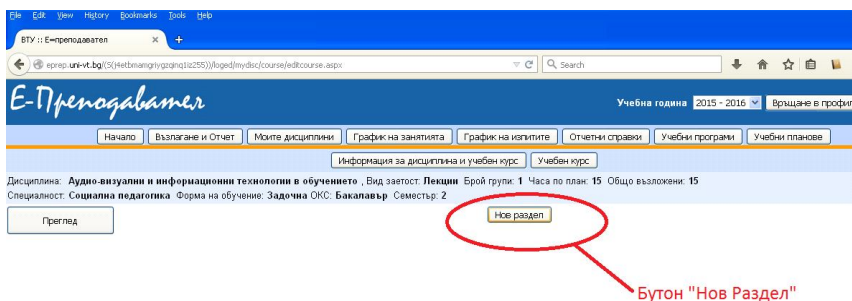 File Edit View History Bookmarks Tools Help
ВТУ :: Е-преподавател × +
eprep.uni-vt.bg/(S(j4etbmamgriygzqinq1iz255))/loged/mydisc/course/editcourse.aspx Search
Е-Преподавател
Учебна година 2015 - 2016 Връщане в профил
Начало Възлагане и Отчет Моите дисциплини График на занятията График на изпитите Отчетни справки Учебни програми Учебни планове
Информация за дисциплина и учебен курс Учебен курс
Дисциплина: Аудио-визуални и информационни технологии в обучението , Вид заетост: Лекции Брой групи: 1 Часа по план: 15 Общо възложени: 15
Специалност: Социална педагогика Форма на обучение: Задочна ОКС: Бакалавър Семестър: 2
Преглед Нов раздел
Бутон "Нов Раздел"